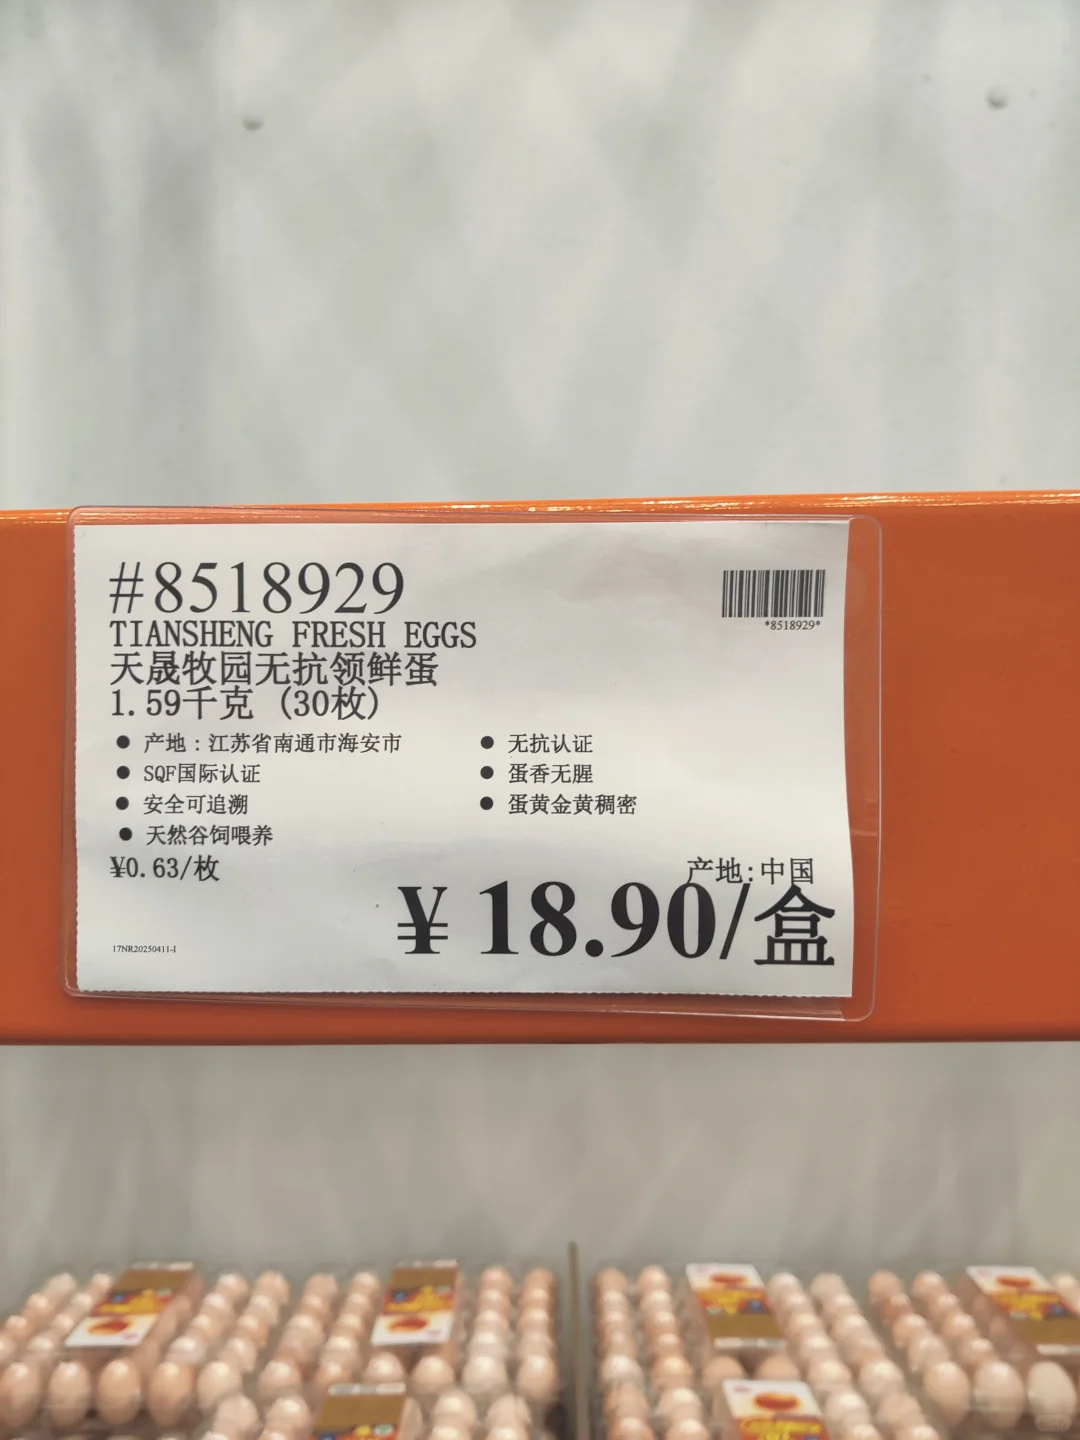 #8518929
*8518929*
TIANSHENG FRESH EGGS
天晟牧园无抗领鲜蛋
1.59千克 (30枚)
● 产地：江苏省南通市海安市
● 无抗认证
● SQF国际认证
● 蛋香无腥
● 安全可追溯
● 蛋黄金黄稠密
● 天然谷饲喂养
¥0.63/枚
产地:中国
¥ 18.90/盒
17NR20250411-I